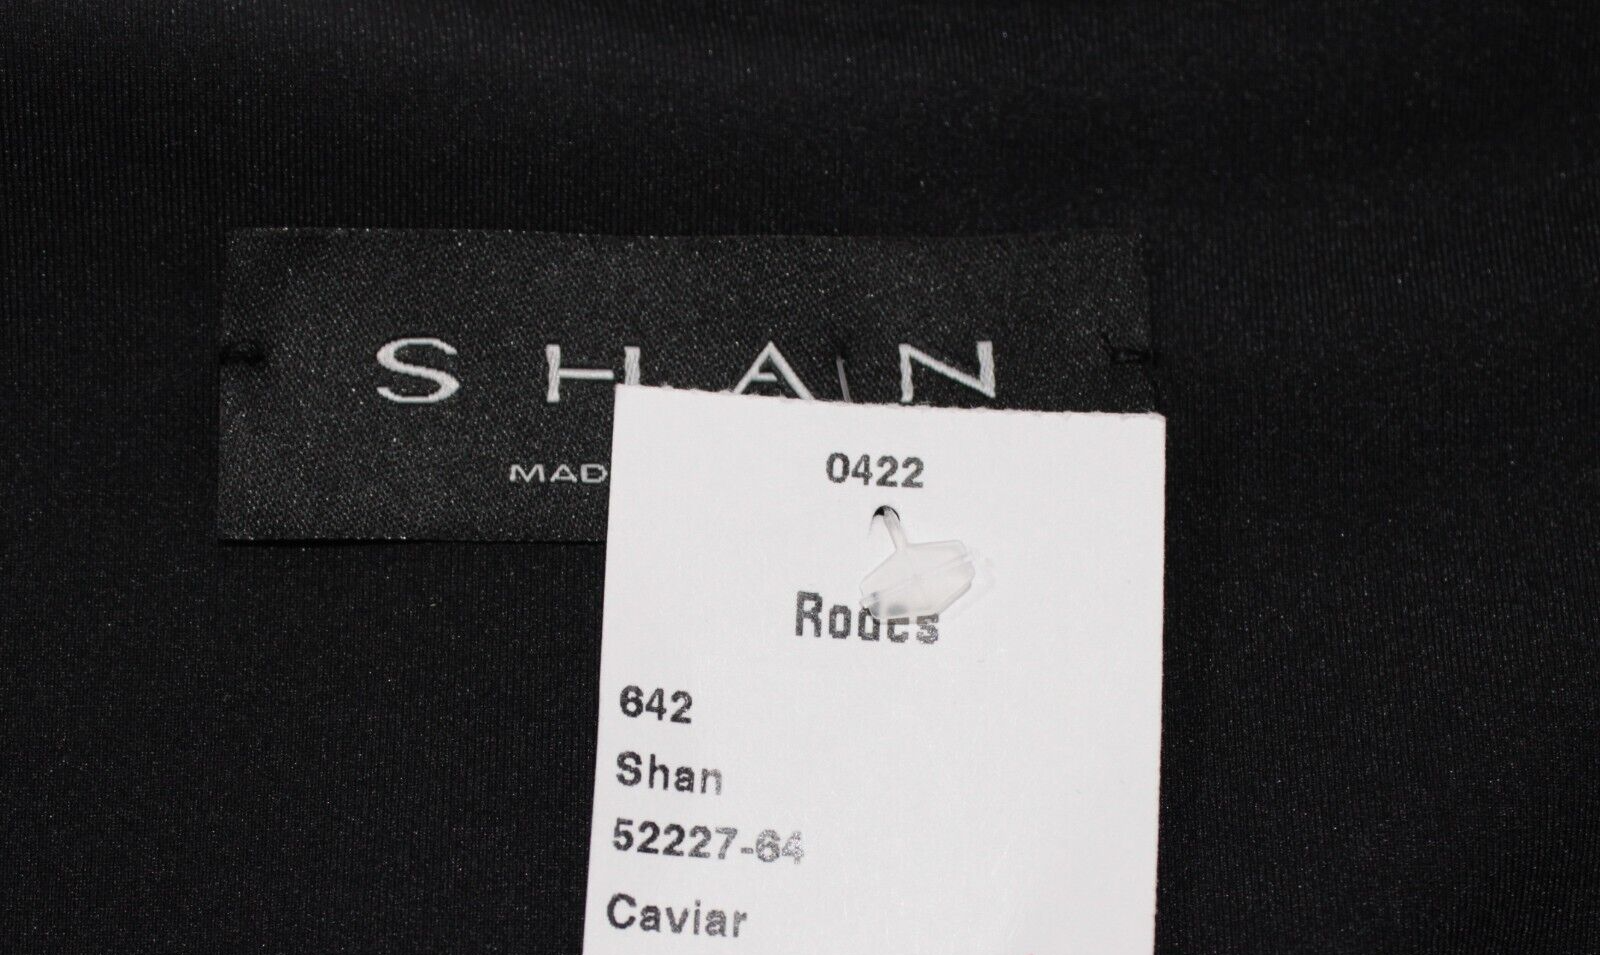 SHAN
MAD
0422
Rodes
642
Shan
52227-64
Caviar